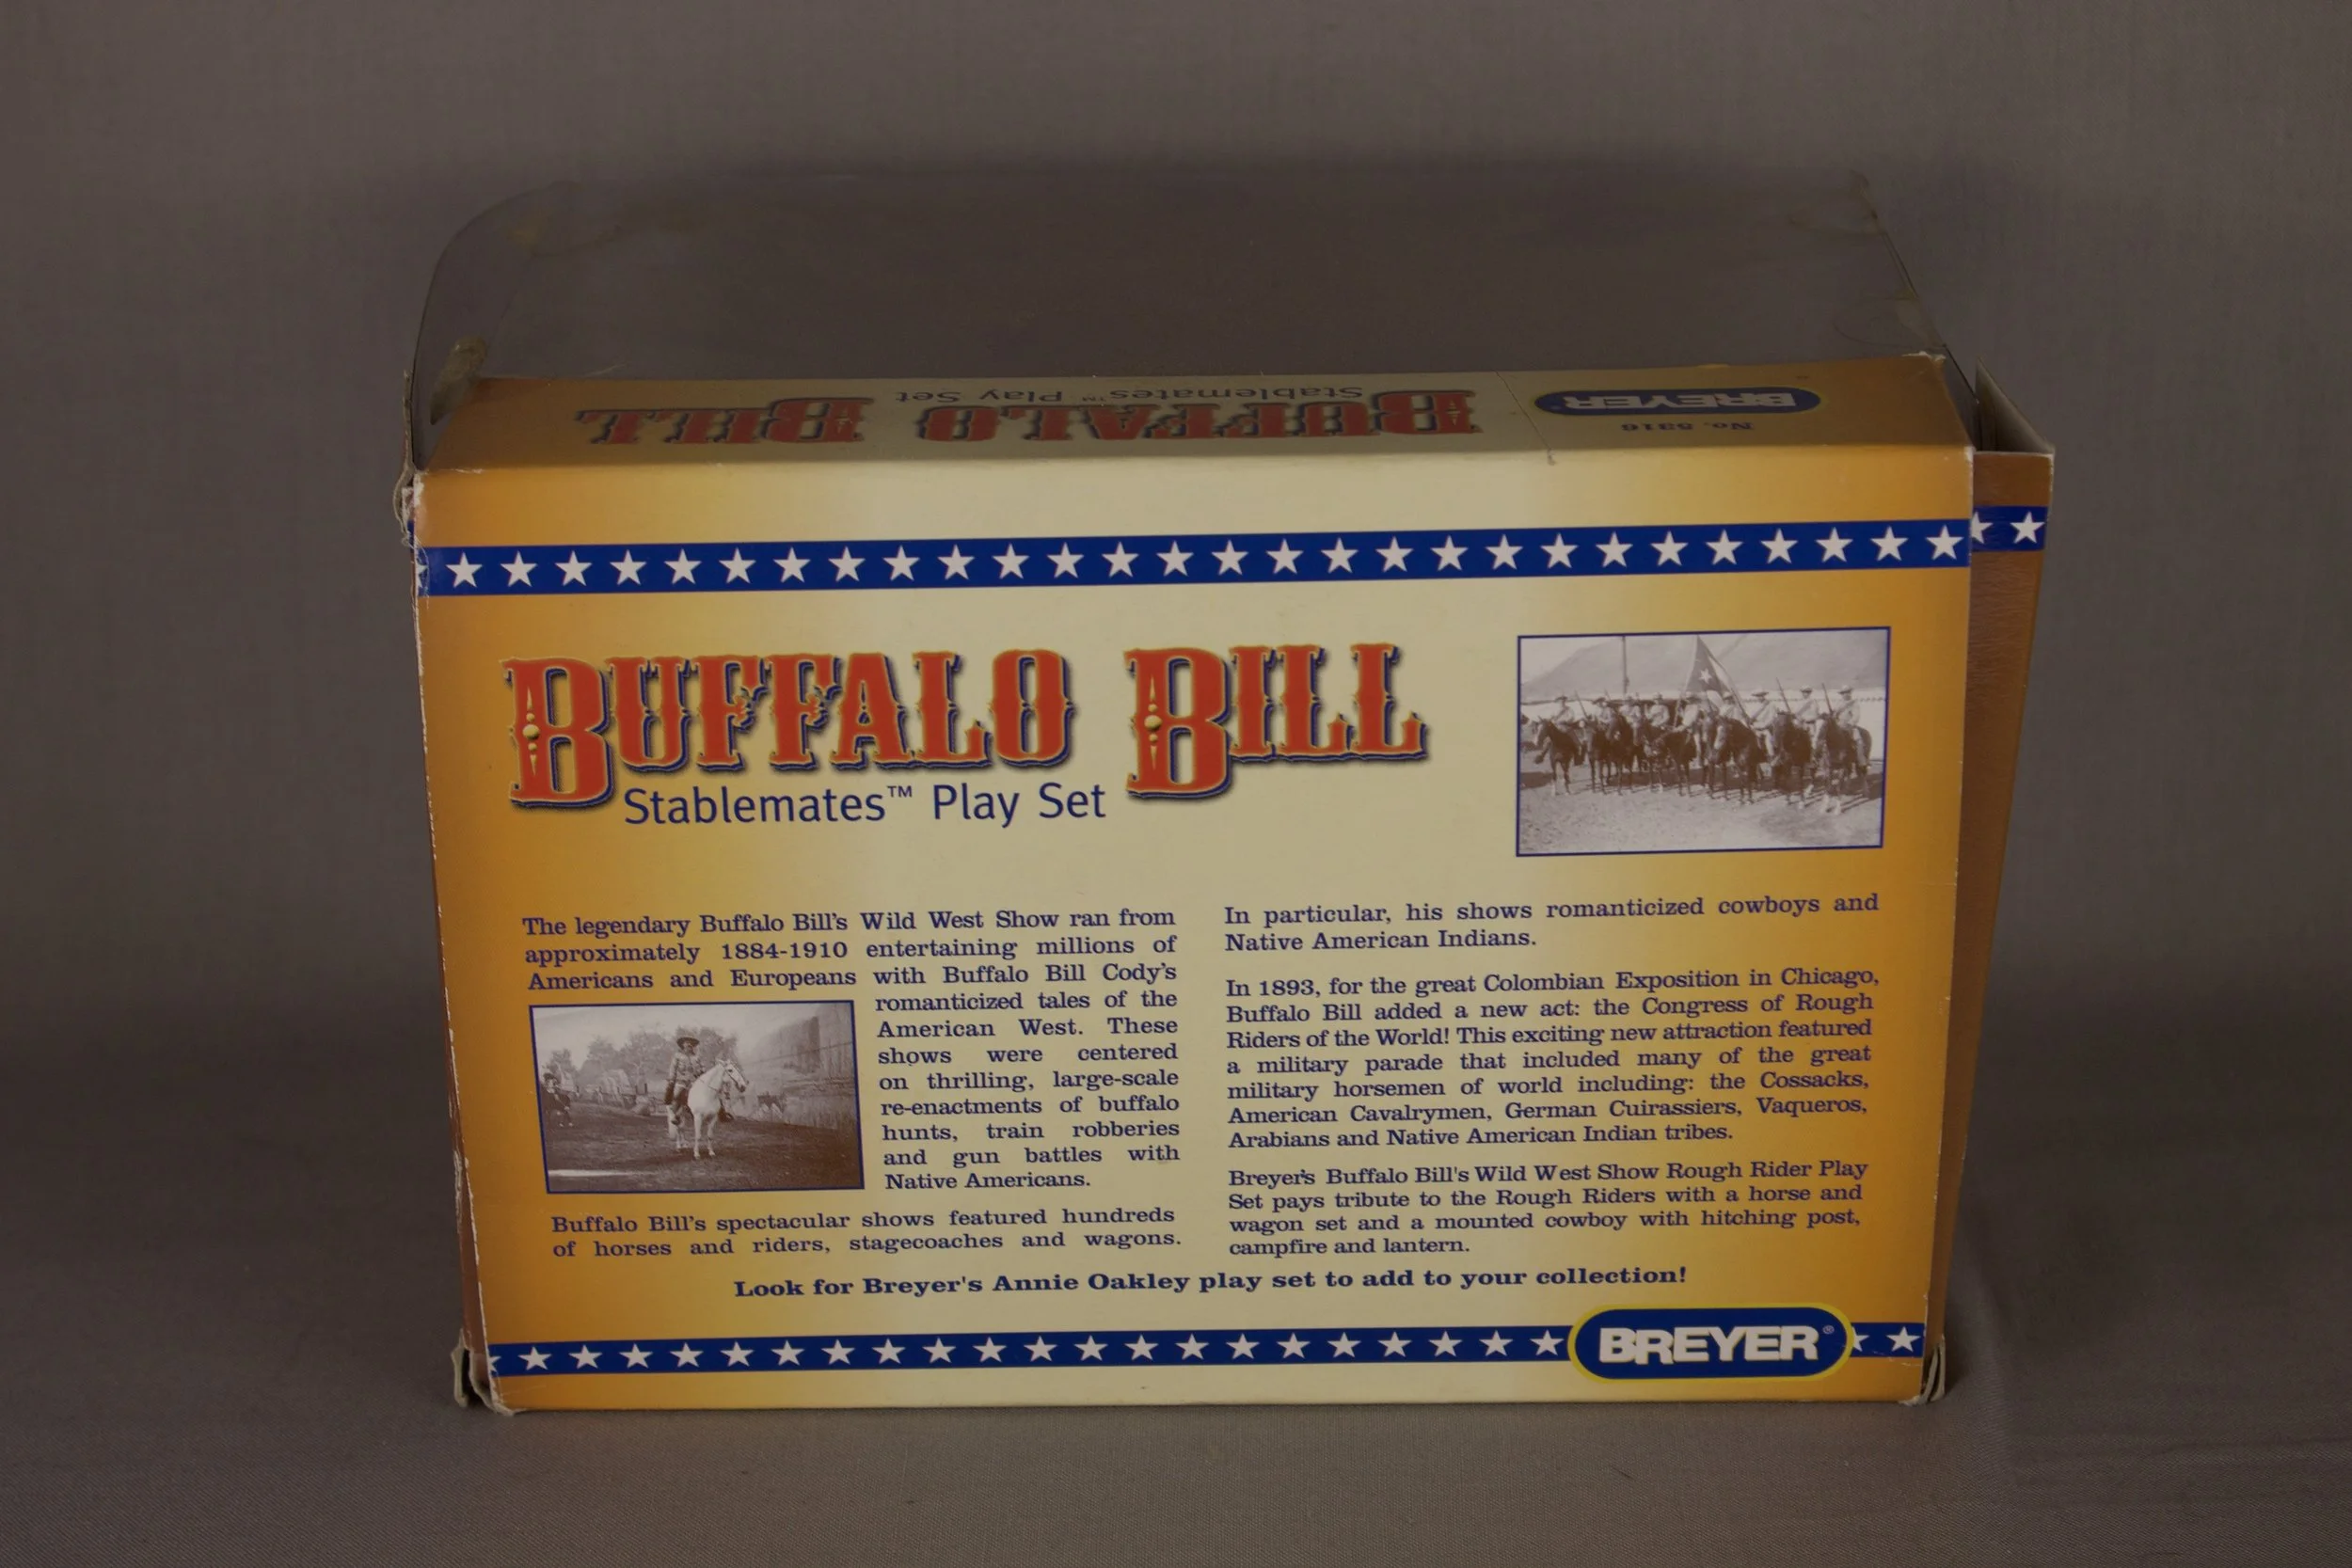 BUFFALO BILL
Stablemates™ Play Set
BREYER
No. 5316
BUFFALO BILL
Stablemates™ Play Set
The legendary Buffalo Bill's Wild West Show ran from
approximately 1884-1910 entertaining millions of
Americans and Europeans with Buffalo Bill Cody's
romanticized tales of the
American West. These
shows were centered
on thrilling, large-scale
re-enactments of buffalo
hunts, train robberies
and gun battles with
Native Americans.
Buffalo Bill's spectacular shows featured hundreds
of horses and riders, stagecoaches and wagons.
In particular, his shows romanticized cowboys and
Native American Indians.
In 1893, for the great Colombian Exposition in Chicago,
Buffalo Bill added a new act: the Congress of Rough
Riders of the World! This exciting new attraction featured
a military parade that included many of the great
military horsemen of world including: the Cossacks,
American Cavalrymen, German Cuirassiers, Vaqueros,
Arabians and Native American Indian tribes.
Breyer's Buffalo Bill's Wild West Show Rough Rider Play
Set pays tribute to the Rough Riders with a horse and
wagon set and a mounted cowboy with hitching post,
campfire and lantern.
Look for Breyer's Annie Oakley play set to add to your collection!
BREYER®